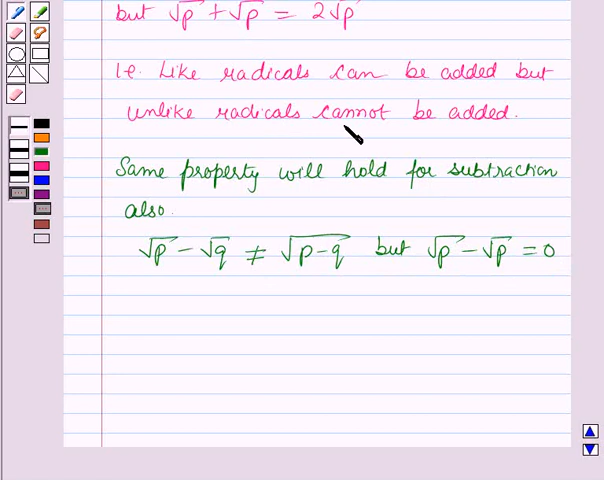 but √p + √p = 2√p
i.e. Like radicals can be added but
unlike radicals cannot be added.
Same property will hold for subtraction
also.
√p - √q ≠ √p-q but √p - √p = 0